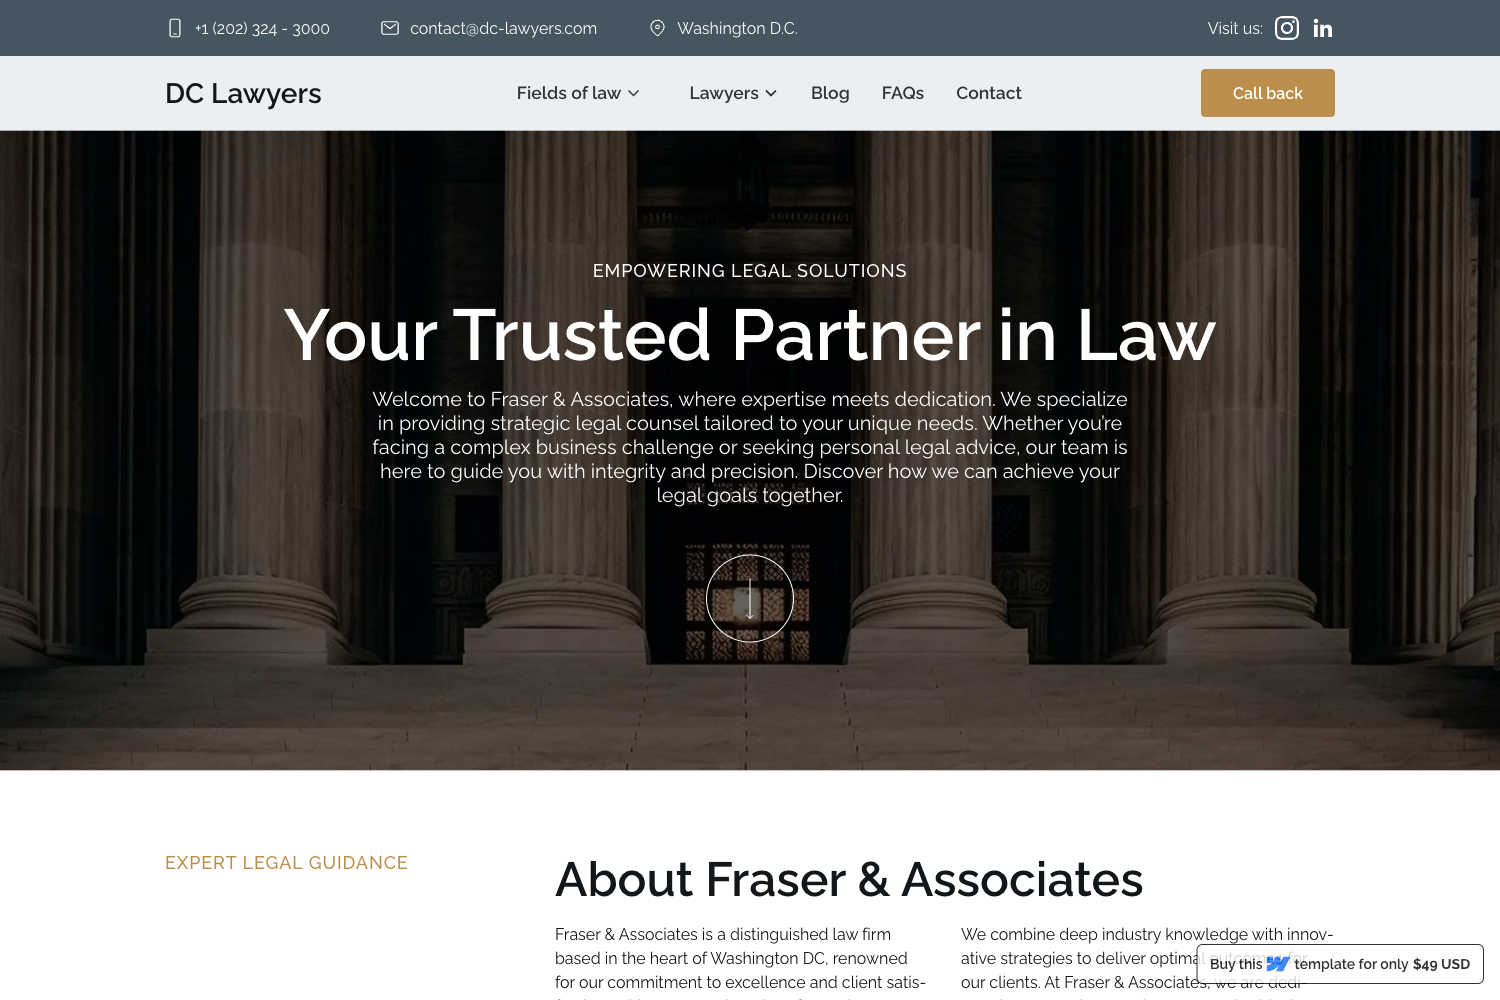 +1 (202) 324 - 3000
contact@dc-lawyers.com
Washington D.C.
Visit us:
DC Lawyers
Fields of law
Lawyers
Blog
FAQs
Contact
Call back
EMPOWERING LEGAL SOLUTIONS
Your Trusted Partner in Law
Welcome to Fraser & Associates, where expertise meets dedication. We specialize
in providing strategic legal counsel tailored to your unique needs. Whether you're
facing a complex business challenge or seeking personal legal advice, our team is
here to guide you with integrity and precision. Discover how we can achieve your
legal goals together.
EXPERT LEGAL GUIDANCE
About Fraser & Associates
Fraser & Associates is a distinguished law firm
based in the heart of Washington DC, renowned
for our commitment to excellence and client satis-
We combine deep industry knowledge with innov-
ative strategies to deliver optimal outcomes for
our clients. At Fraser & Associates, we are dedi-
Buy this template for only $49 USD